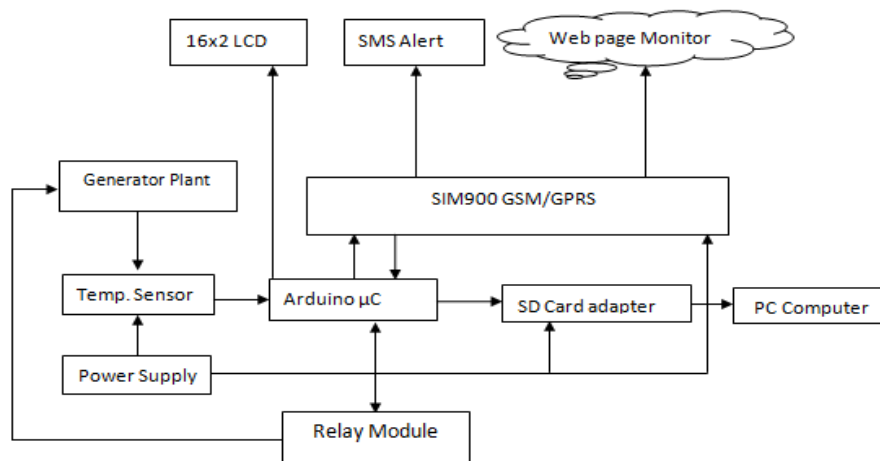 16x2 LCD
SMS Alert
Web page Monitor
Generator Plant
SIM900 GSM/GPRS
Temp. Sensor
Arduino µC
SD Card adapter
PC Computer
Power Supply
Relay Module